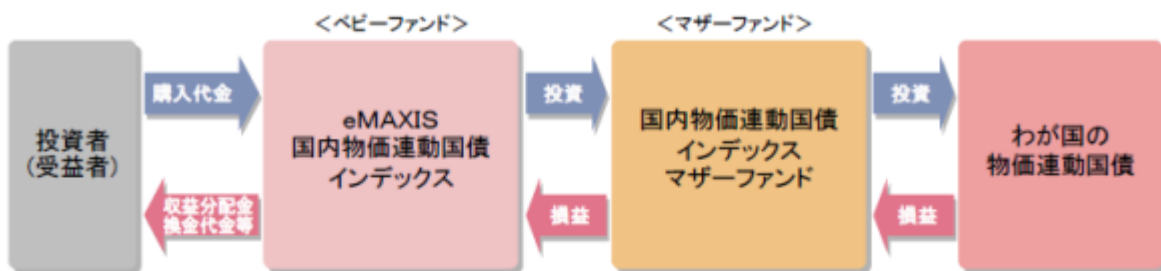 <ベビーファンド>
<マザーファンド>
投資者
(受益者)
購入代金
収益分配金
換金代金等
eMAXIS
国内物価連動国債
インデックス
投資
損益
国内物価連動国債
インデックス
マザーファンド
投資
損益
わが国の
物価連動国債